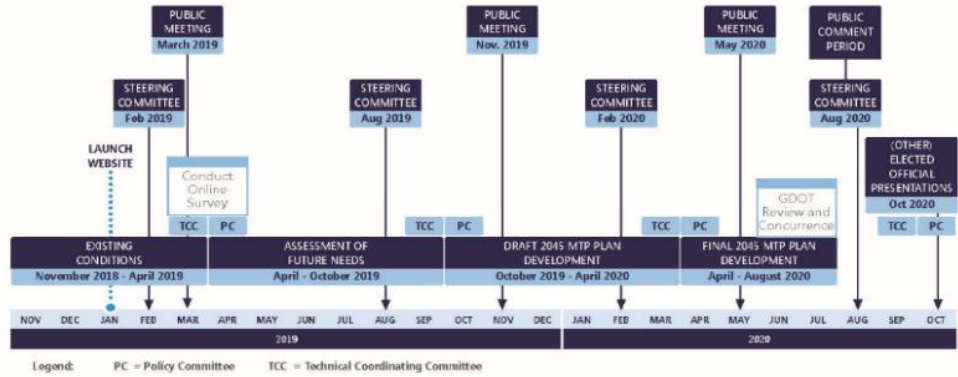 PUBLIC
MEETING
March 2019
PUBLIC
MEETING
Nov. 2019
PUBLIC
MEETING
May 2020
PUBLIC
COMMENT
PERIOD
STEERING
COMMITTEE
Feb 2019
STEERING
COMMITTEE
Aug 2019
STEERING
COMMITTEE
Feb 2020
STEERING
COMMITTEE
Aug 2020
LAUNCH
WEBSITE
Conduct
Online
Survey
(OTHER)
ELECTED
OFFICIAL
PRESENTATIONS
Oct 2020
GDOT
Review and
Concurrence
TCC PC TCC PC TCC PC TCC PC
EXISTING
CONDITIONS
November 2018 - April 2019
ASSESSMENT OF
FUTURE NEEDS
April - October 2019
DRAFT 2045 MTP PLAN
DEVELOPMENT
October 2019 - April 2020
FINAL 2045 MTP PLAN
DEVELOPMENT
April - August 2020
NOV DEC JAN FEB MAR APR MAY JUN JUL AUG SEP OCT NOV DEC JAN FEB MAR APR MAY JUN JUL AUG SEP OCT
2019 2020
Legend: PC = Policy Committee TCC = Technical Coordinating Committee